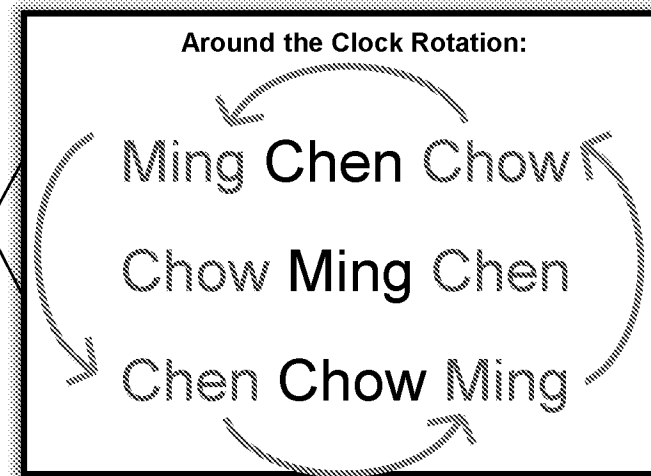 Around the Clock Rotation:
Ming Chen Chow
Chow Ming Chen
Chen Chow Ming